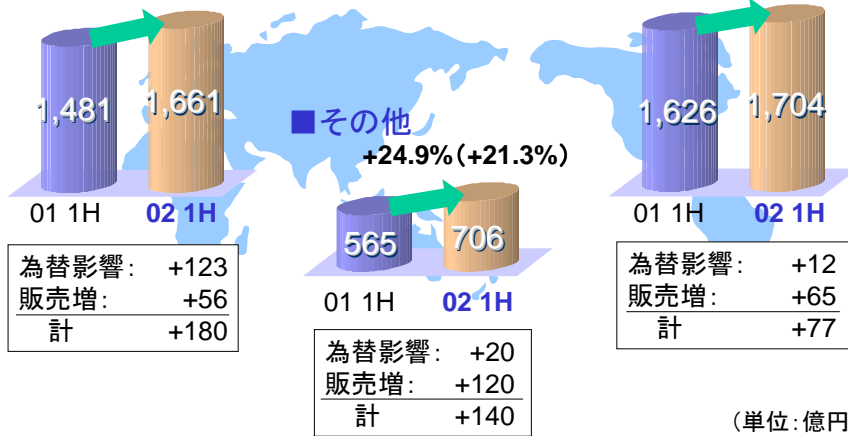 1,481
1,661
01 1H
02 1H
為替影響: +123
販売増: +56
計 +180
■その他
+24.9%(+21.3%)
565
706
01 1H
02 1H
為替影響: +20
販売増: +120
計 +140
1,626
1,704
01 1H
02 1H
為替影響: +12
販売増: +65
計 +77
(単位:億円